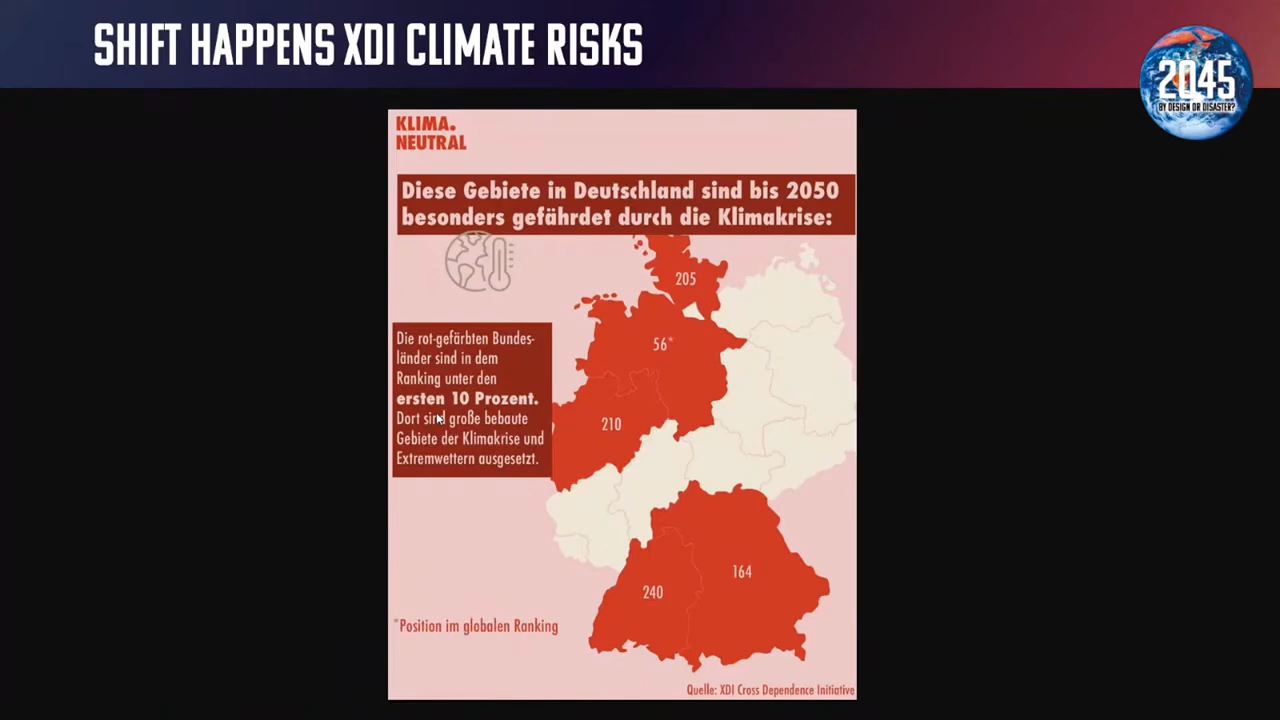 SHIFT HAPPENS XDI CLIMATE RISKS
2045
BY DESIGN OR DISASTER?
KLIMA.
NEUTRAL
Diese Gebiete in Deutschland sind bis 2050
besonders gefährdet durch die Klimakrise:
205
56*
Die rot-gefärbten Bundes-
länder sind in dem
Ranking unter den
ersten 10 Prozent.
Dort sind große bebaute
Gebiete der Klimakrise und
Extremwettern ausgesetzt.
210
164
240
*Position im globalen Ranking
Quelle: XDI Cross Dependence Initiative